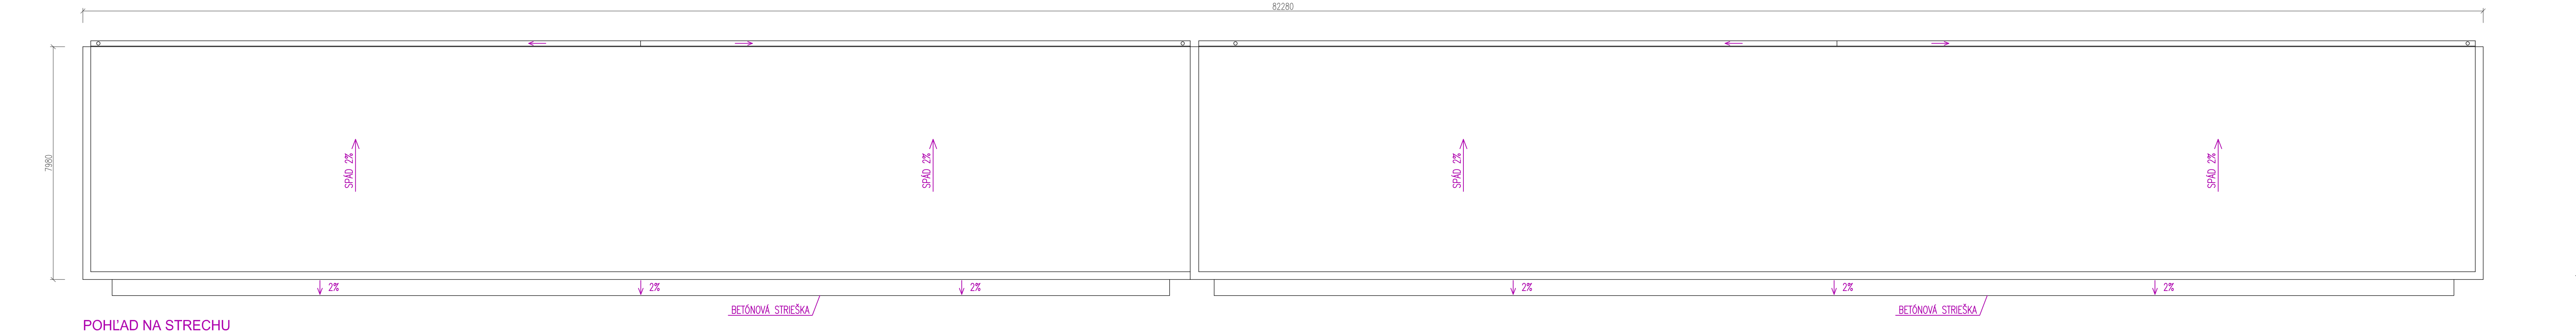 82280
7980
SPÁD 2%
SPÁD 2%
SPÁD 2%
SPÁD 2%
2%
2%
2%
2%
2%
2%
BETÓNOVÁ STRIEŠKA
BETÓNOVÁ STRIEŠKA
POHĽAD NA STRECHU